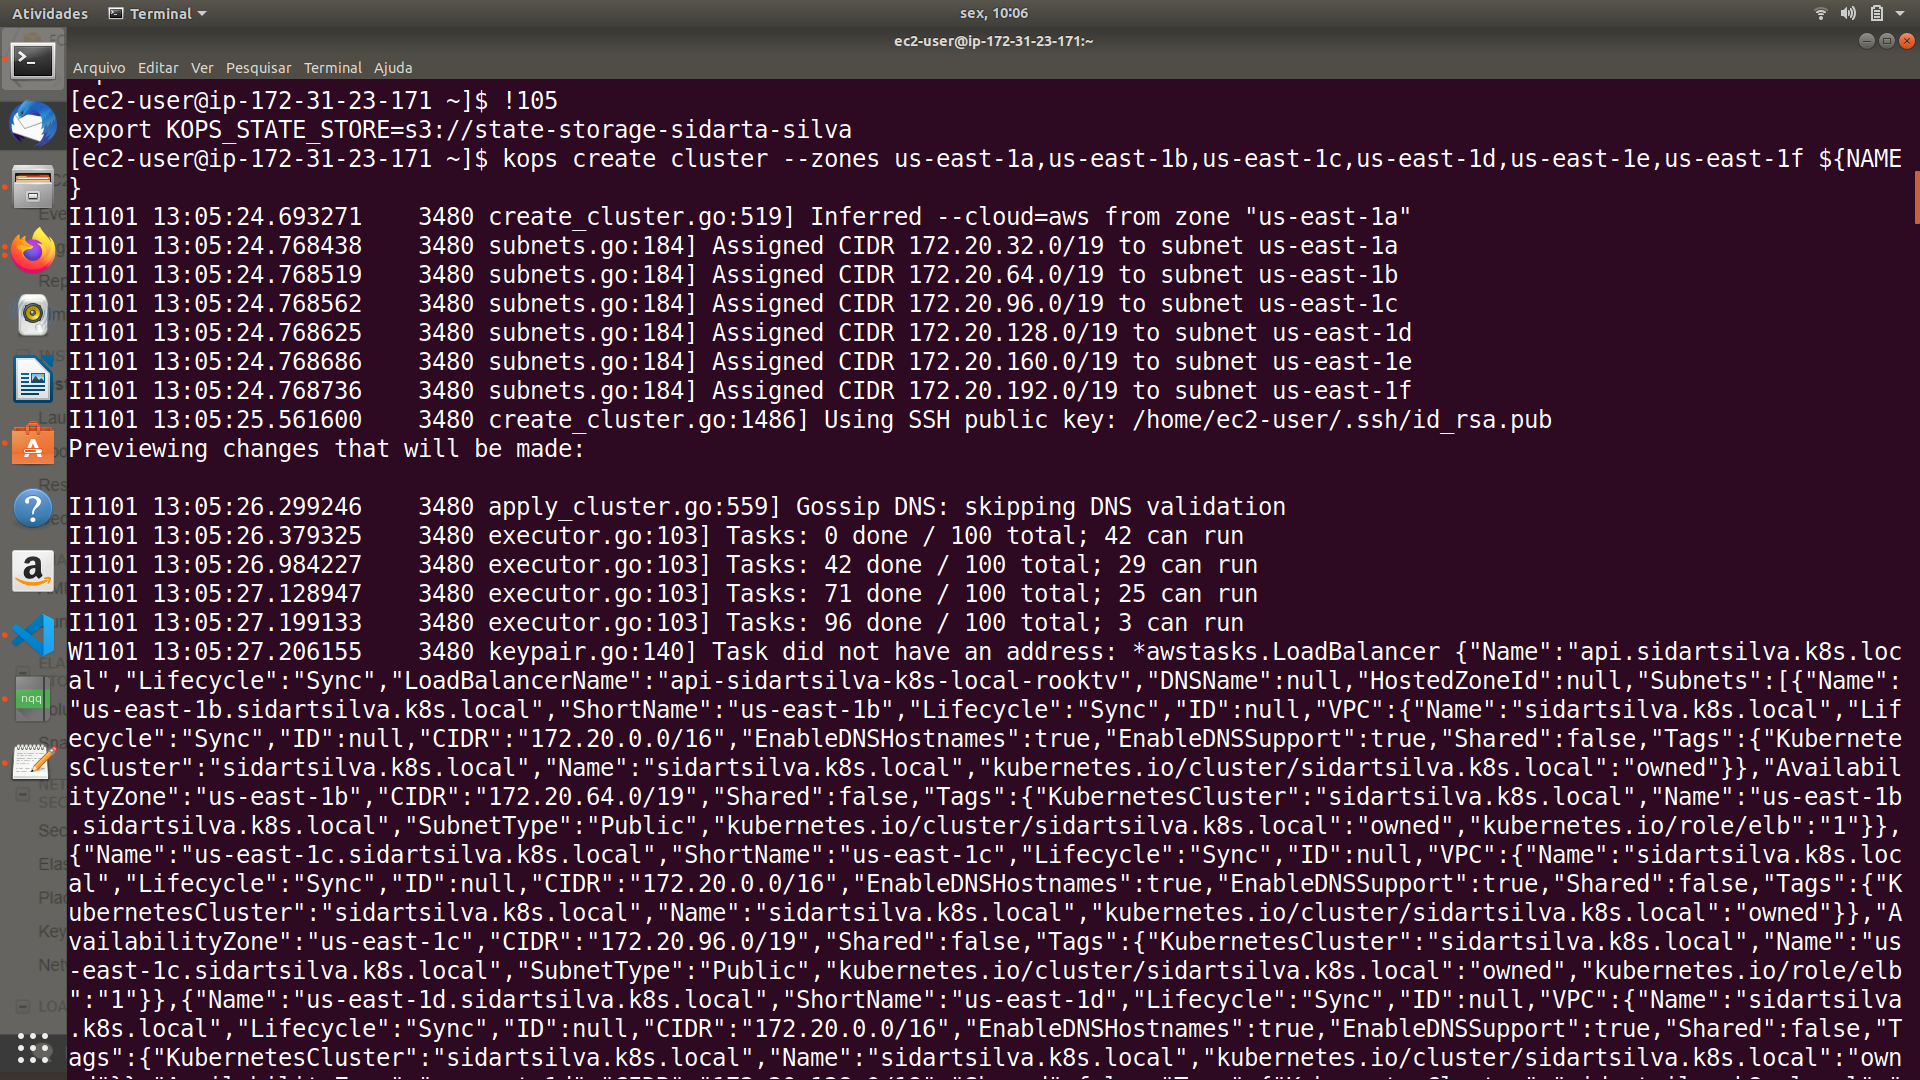 Atividades Terminal sex, 10:06
ec2-user@ip-172-31-23-171:~
Arquivo Editar Ver Pesquisar Terminal Ajuda
[ec2-user@ip-172-31-23-171 ~]$ !105
export KOPS_STATE_STORE=s3://state-storage-sidarta-silva
[ec2-user@ip-172-31-23-171 ~]$ kops create cluster --zones us-east-1a,us-east-1b,us-east-1c,us-east-1d,us-east-1e,us-east-1f ${NAME
}
I1101 13:05:24.693271    3480 create_cluster.go:519] Inferred --cloud=aws from zone "us-east-1a"
I1101 13:05:24.768438    3480 subnets.go:184] Assigned CIDR 172.20.32.0/19 to subnet us-east-1a
I1101 13:05:24.768519    3480 subnets.go:184] Assigned CIDR 172.20.64.0/19 to subnet us-east-1b
I1101 13:05:24.768562    3480 subnets.go:184] Assigned CIDR 172.20.96.0/19 to subnet us-east-1c
I1101 13:05:24.768625    3480 subnets.go:184] Assigned CIDR 172.20.128.0/19 to subnet us-east-1d
I1101 13:05:24.768686    3480 subnets.go:184] Assigned CIDR 172.20.160.0/19 to subnet us-east-1e
I1101 13:05:24.768736    3480 subnets.go:184] Assigned CIDR 172.20.192.0/19 to subnet us-east-1f
I1101 13:05:25.561600    3480 create_cluster.go:1486] Using SSH public key: /home/ec2-user/.ssh/id_rsa.pub
Previewing changes that will be made:
I1101 13:05:26.299246    3480 apply_cluster.go:559] Gossip DNS: skipping DNS validation
I1101 13:05:26.379325    3480 executor.go:103] Tasks: 0 done / 100 total; 42 can run
I1101 13:05:26.984227    3480 executor.go:103] Tasks: 42 done / 100 total; 29 can run
I1101 13:05:27.128947    3480 executor.go:103] Tasks: 71 done / 100 total; 25 can run
I1101 13:05:27.199133    3480 executor.go:103] Tasks: 96 done / 100 total; 3 can run
W1101 13:05:27.206155    3480 keypair.go:140] Task did not have an address: *awstasks.LoadBalancer {"Name":"api.sidartsilva.k8s.loc
al","Lifecycle":"Sync","LoadBalancerName":"api-sidartsilva-k8s-local-rooktv","DNSName":null,"HostedZoneId":null,"Subnets":[{"Name":
"us-east-1b.sidartsilva.k8s.local","ShortName":"us-east-1b","Lifecycle":"Sync","ID":null,"VPC":{"Name":"sidartsilva.k8s.local","Lif
ecycle":"Sync","ID":null,"CIDR":"172.20.0.0/16","EnableDNSHostnames":true,"EnableDNSSupport":true,"Shared":false,"Tags":{"Kubernete
sCluster":"sidartsilva.k8s.local","Name":"sidartsilva.k8s.local","kubernetes.io/cluster/sidartsilva.k8s.local":"owned"}},"Availabil
ityZone":"us-east-1b","CIDR":"172.20.64.0/19","Shared":false,"Tags":{"KubernetesCluster":"sidartsilva.k8s.local","Name":"us-east-1b
.sidartsilva.k8s.local","SubnetType":"Public","kubernetes.io/cluster/sidartsilva.k8s.local":"owned","kubernetes.io/role/elb":"1"}},
{"Name":"us-east-1c.sidartsilva.k8s.local","ShortName":"us-east-1c","Lifecycle":"Sync","ID":null,"VPC":{"Name":"sidartsilva.k8s.loc
al","Lifecycle":"Sync","ID":null,"CIDR":"172.20.0.0/16","EnableDNSHostnames":true,"EnableDNSSupport":true,"Shared":false,"Tags":{"K
ubernetesCluster":"sidartsilva.k8s.local","Name":"sidartsilva.k8s.local","kubernetes.io/cluster/sidartsilva.k8s.local":"owned"}},"A
vailabilityZone":"us-east-1c","CIDR":"172.20.96.0/19","Shared":false,"Tags":{"KubernetesCluster":"sidartsilva.k8s.local","Name":"us
-east-1c.sidartsilva.k8s.local","SubnetType":"Public","kubernetes.io/cluster/sidartsilva.k8s.local":"owned","kubernetes.io/role/elb
":"1"}},{"Name":"us-east-1d.sidartsilva.k8s.local","ShortName":"us-east-1d","Lifecycle":"Sync","ID":null,"VPC":{"Name":"sidartsilva
.k8s.local","Lifecycle":"Sync","ID":null,"CIDR":"172.20.0.0/16","EnableDNSHostnames":true,"EnableDNSSupport":true,"Shared":false,"T
ags":{"KubernetesCluster":"sidartsilva.k8s.local","Name":"sidartsilva.k8s.local","kubernetes.io/cluster/sidartsilva.k8s.local":"own